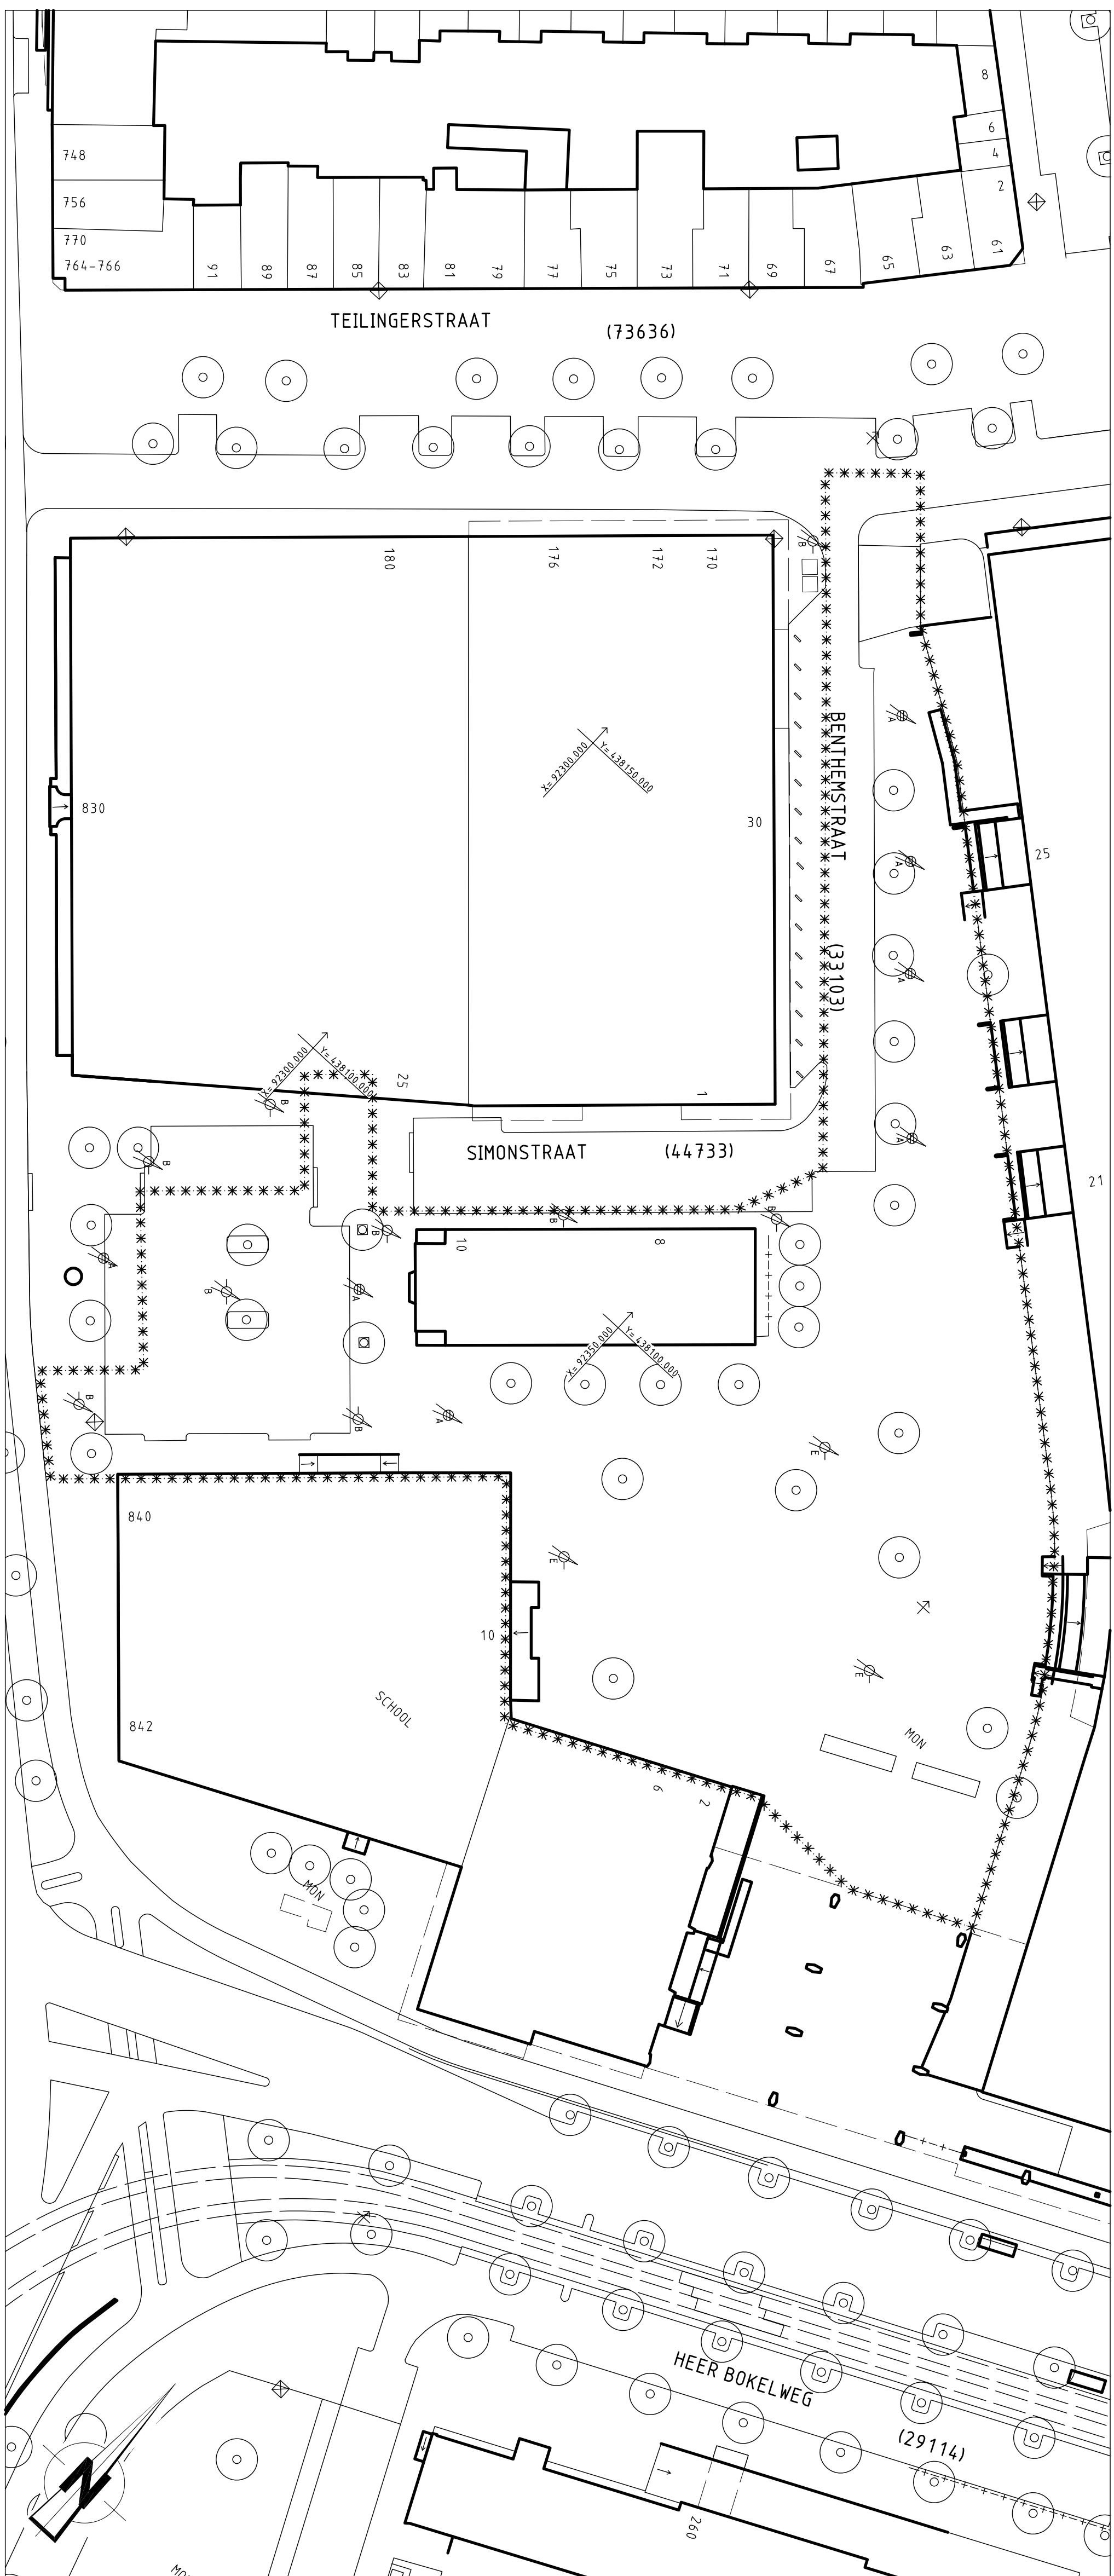 8
6
4
2
748
756
770
764-766
91
89
87
85
83
81
79
77
75
73
71
69
67
65
63
61
TEILINGERSTRAAT (73636)
180
176
172
170
B
BENTHEMSTRAAT (33103)
A
X= 92300.000
Y= 438150.000
830
30
A
25
A
X= 92300.000
Y= 438100.000
25
1
B
A
SIMONSTRAAT (44733)
B
21
B
B
B
10
8
A
B
A
X= 92350.000
Y= 438100.000
B
B
A
E
840
E
10
E
SCHOOL
842
MON
6
2
MON
HEER BOKELWEG
(29114)
N
260